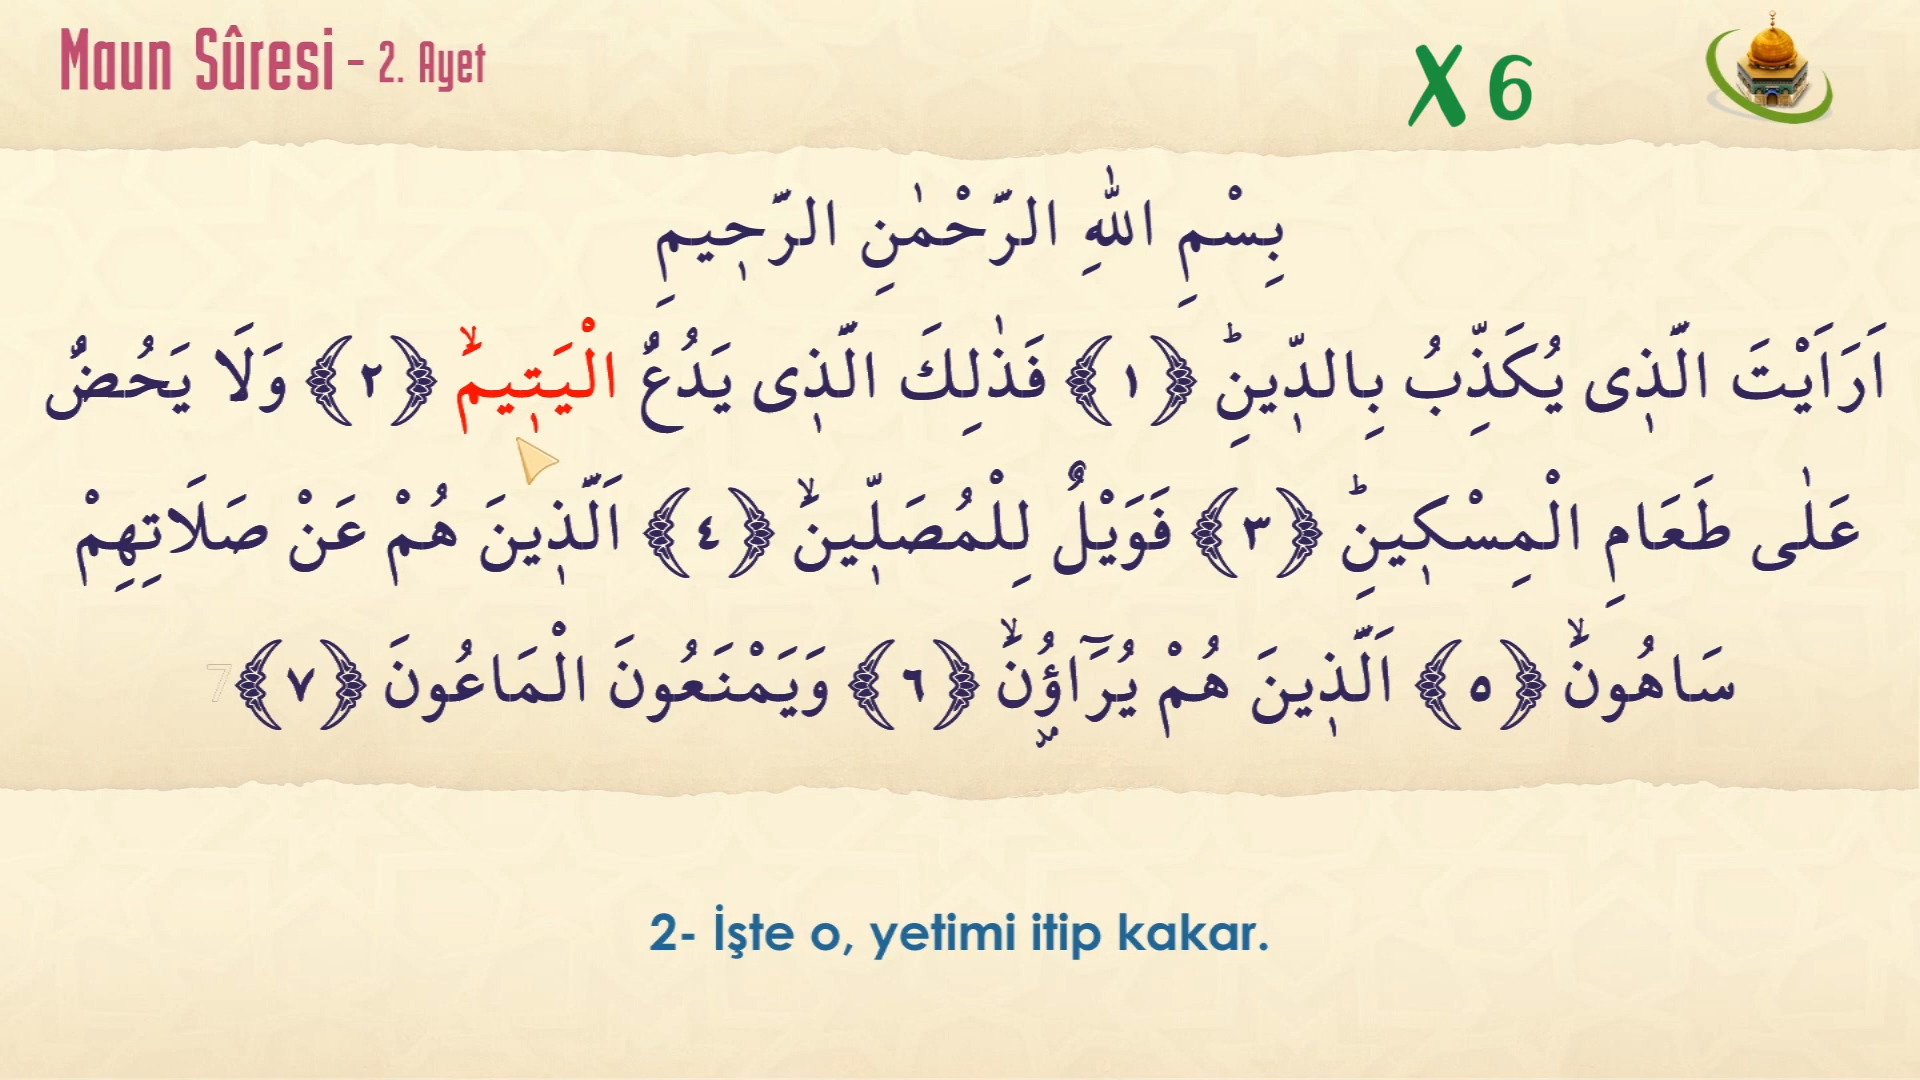 Maun Sûresi - 2. Ayet
X 6
بِسْمِ اللّٰهِ الرَّحْمٰنِ الرَّح۪يمِ
اَرَاَيْتَ الَّذ۪ى يُكَذِّبُ بِالدّ۪ينِۜ ﴿١﴾ فَذٰلِكَ الَّذ۪ى يَدُعُّ الْيَت۪يمَۙ ﴿٢﴾ وَلَا يَحُضُّ
عَلٰى طَعَامِ الْمِسْك۪ينِۜ ﴿٣﴾ فَوَيْلٌ لِلْمُصَلّ۪ينَۙ ﴿٤﴾ اَلَّذ۪ينَ هُمْ عَنْ صَلَاتِهِمْ
سَاهُونَۙ ﴿٥﴾ اَلَّذ۪ينَ هُمْ يُرَٓاؤُ۫نَۙ ﴿٦﴾ وَيَمْنَعُونَ الْمَاعُونَ ﴿٧﴾ 7
2- İşte o, yetimi itip kakar.